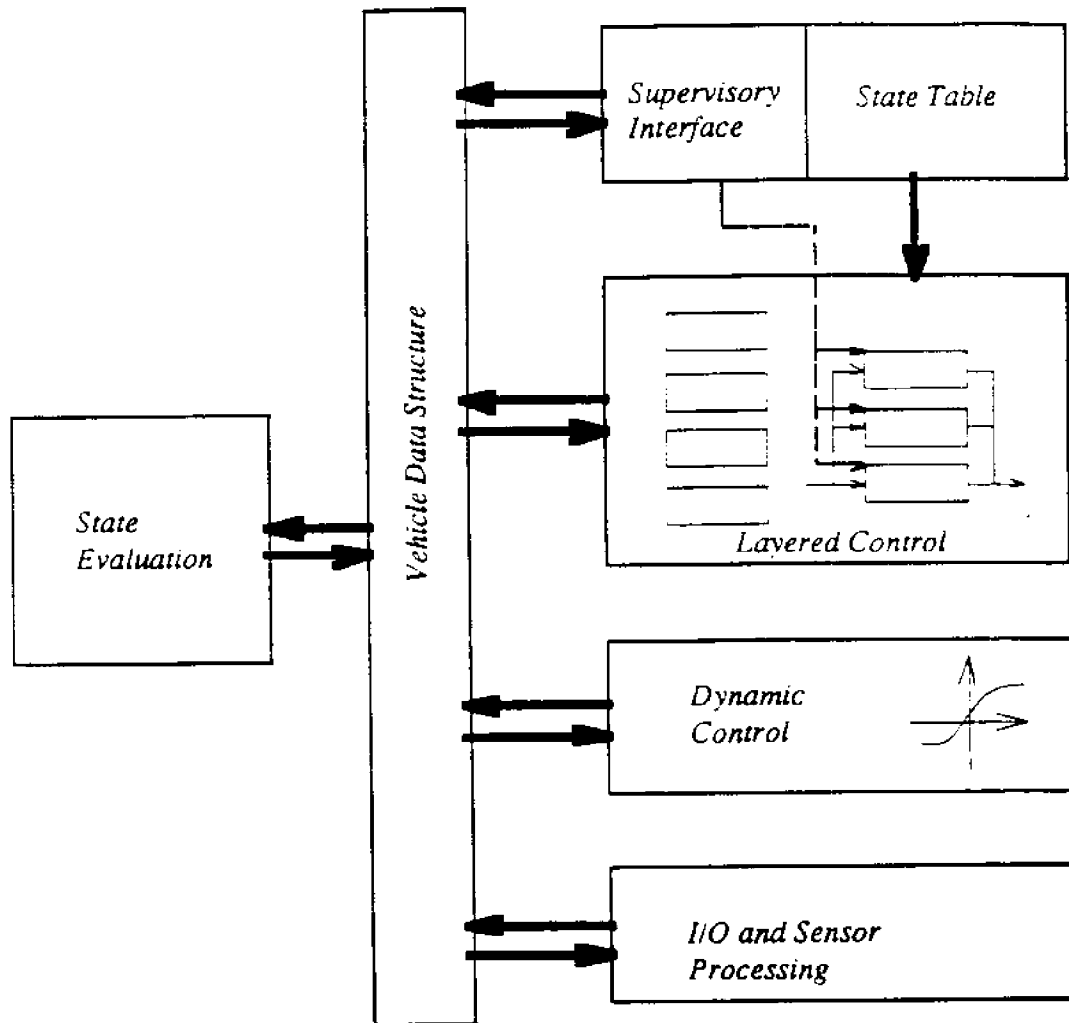 Supervisory
Interface
State Table
Vehicle Data Structure
Layered Control
State
Evaluation
Dynamic
Control
I/O and Sensor
Processing